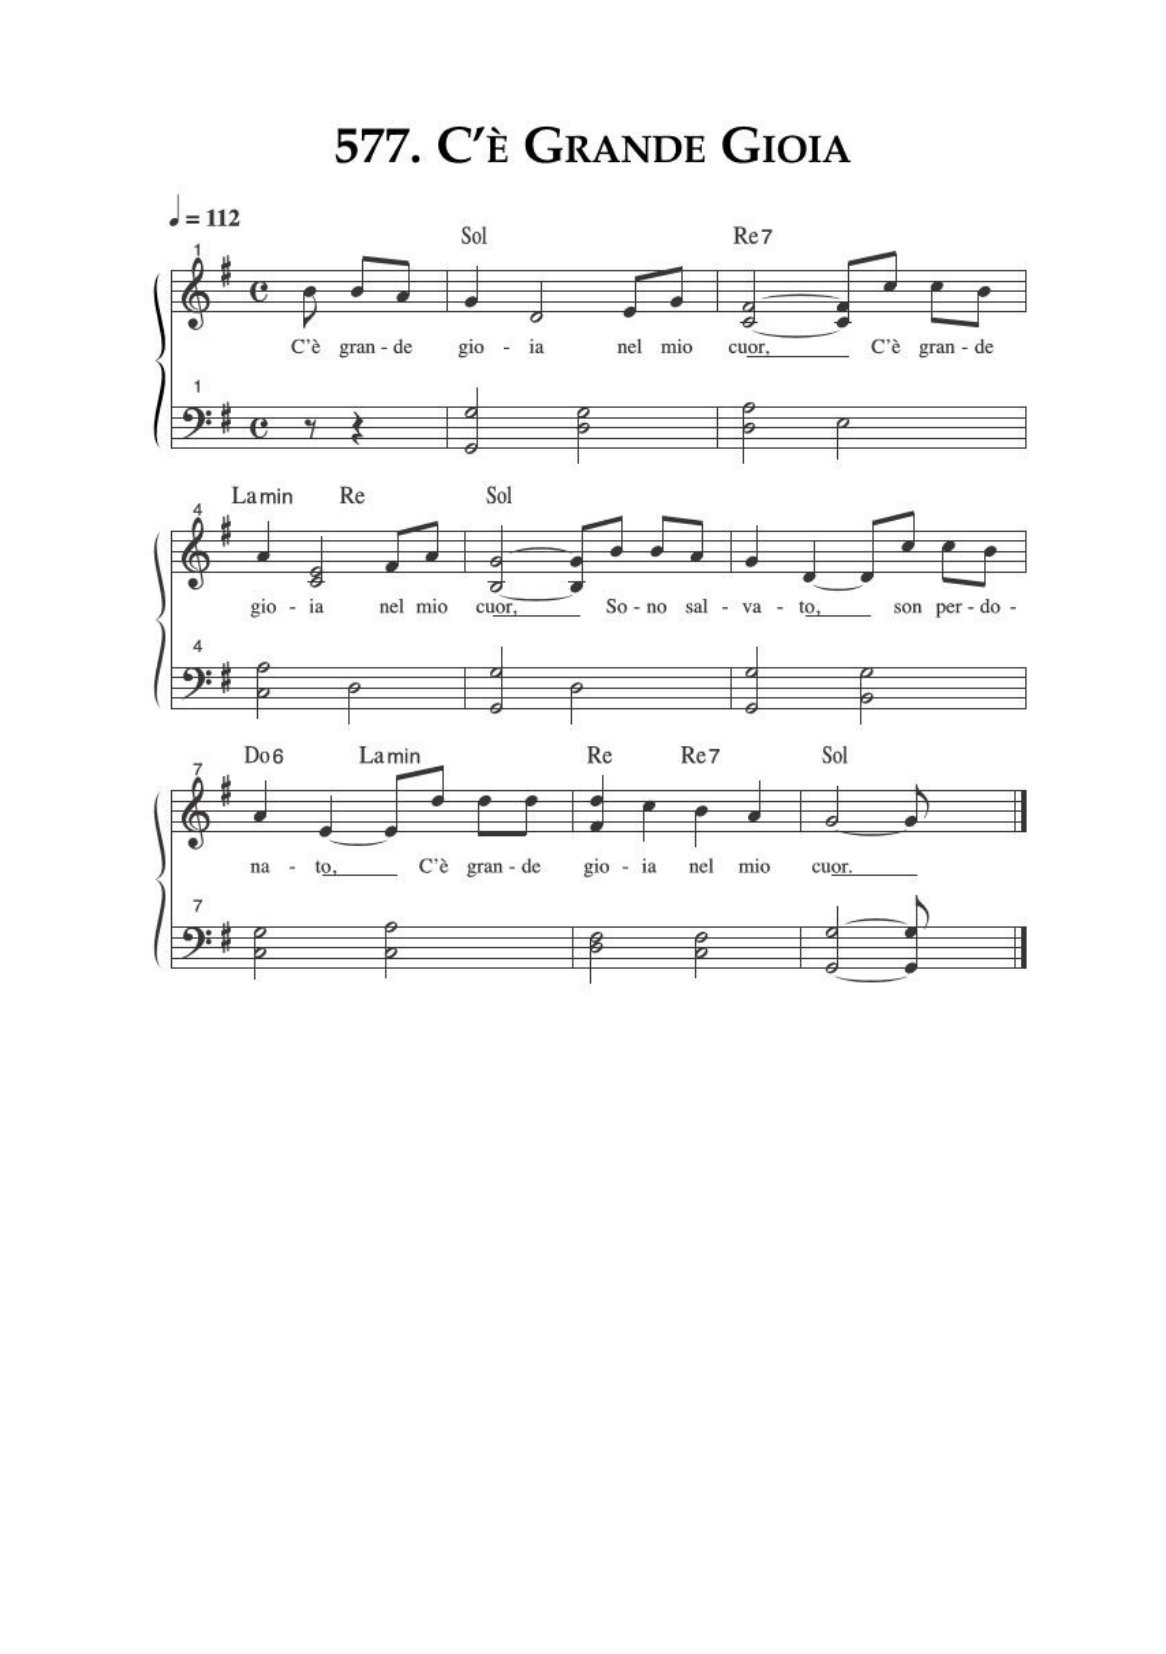 577. C'È GRANDE GIOIA
= 112
Sol Re7
1
C'è gran - de gio - ia nel mio cuor, C'è gran - de
1
Lamin Re Sol
4
gio - ia nel mio cuor, So - no sal - va - to, son per - do -
4
Do6 Lamin Re Re7 Sol
7
na - to, C'è gran - de gio - ia nel mio cuor.
7